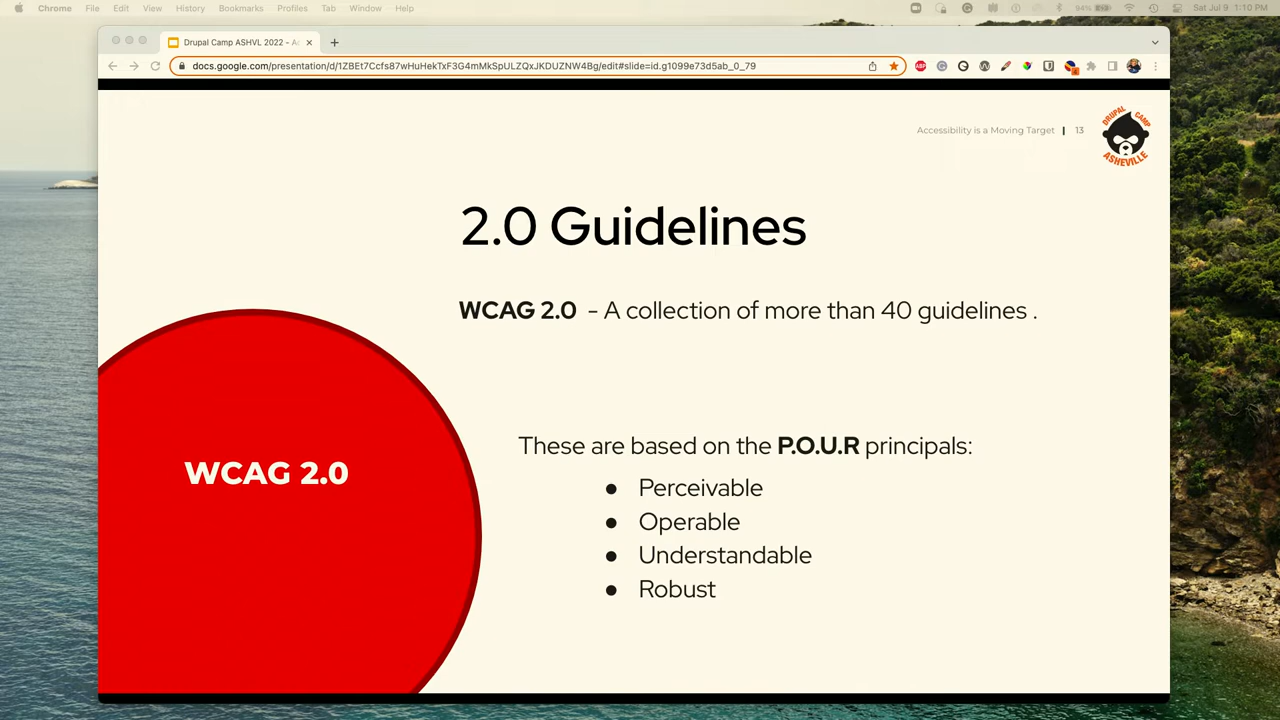 Chrome File Edit View History Bookmarks Profiles Tab Window Help 94% Sat Jul 9 1:10 PM
Drupal Camp ASHVL 2022 - A
docs.google.com/presentation/d/1ZBEt7Ccfs87wHuHekTxF3G4mMkSpULZQxJKDUZNW4Bg/edit#slide=id.g1099e73d5ab_0_79
ABP
Accessibility is a Moving Target | 13
DRUPAL CAMP
ASHEVILLE
2.0 Guidelines
WCAG 2.0 - A collection of more than 40 guidelines .
WCAG 2.0
These are based on the P.O.U.R principals:
● Perceivable
● Operable
● Understandable
● Robust